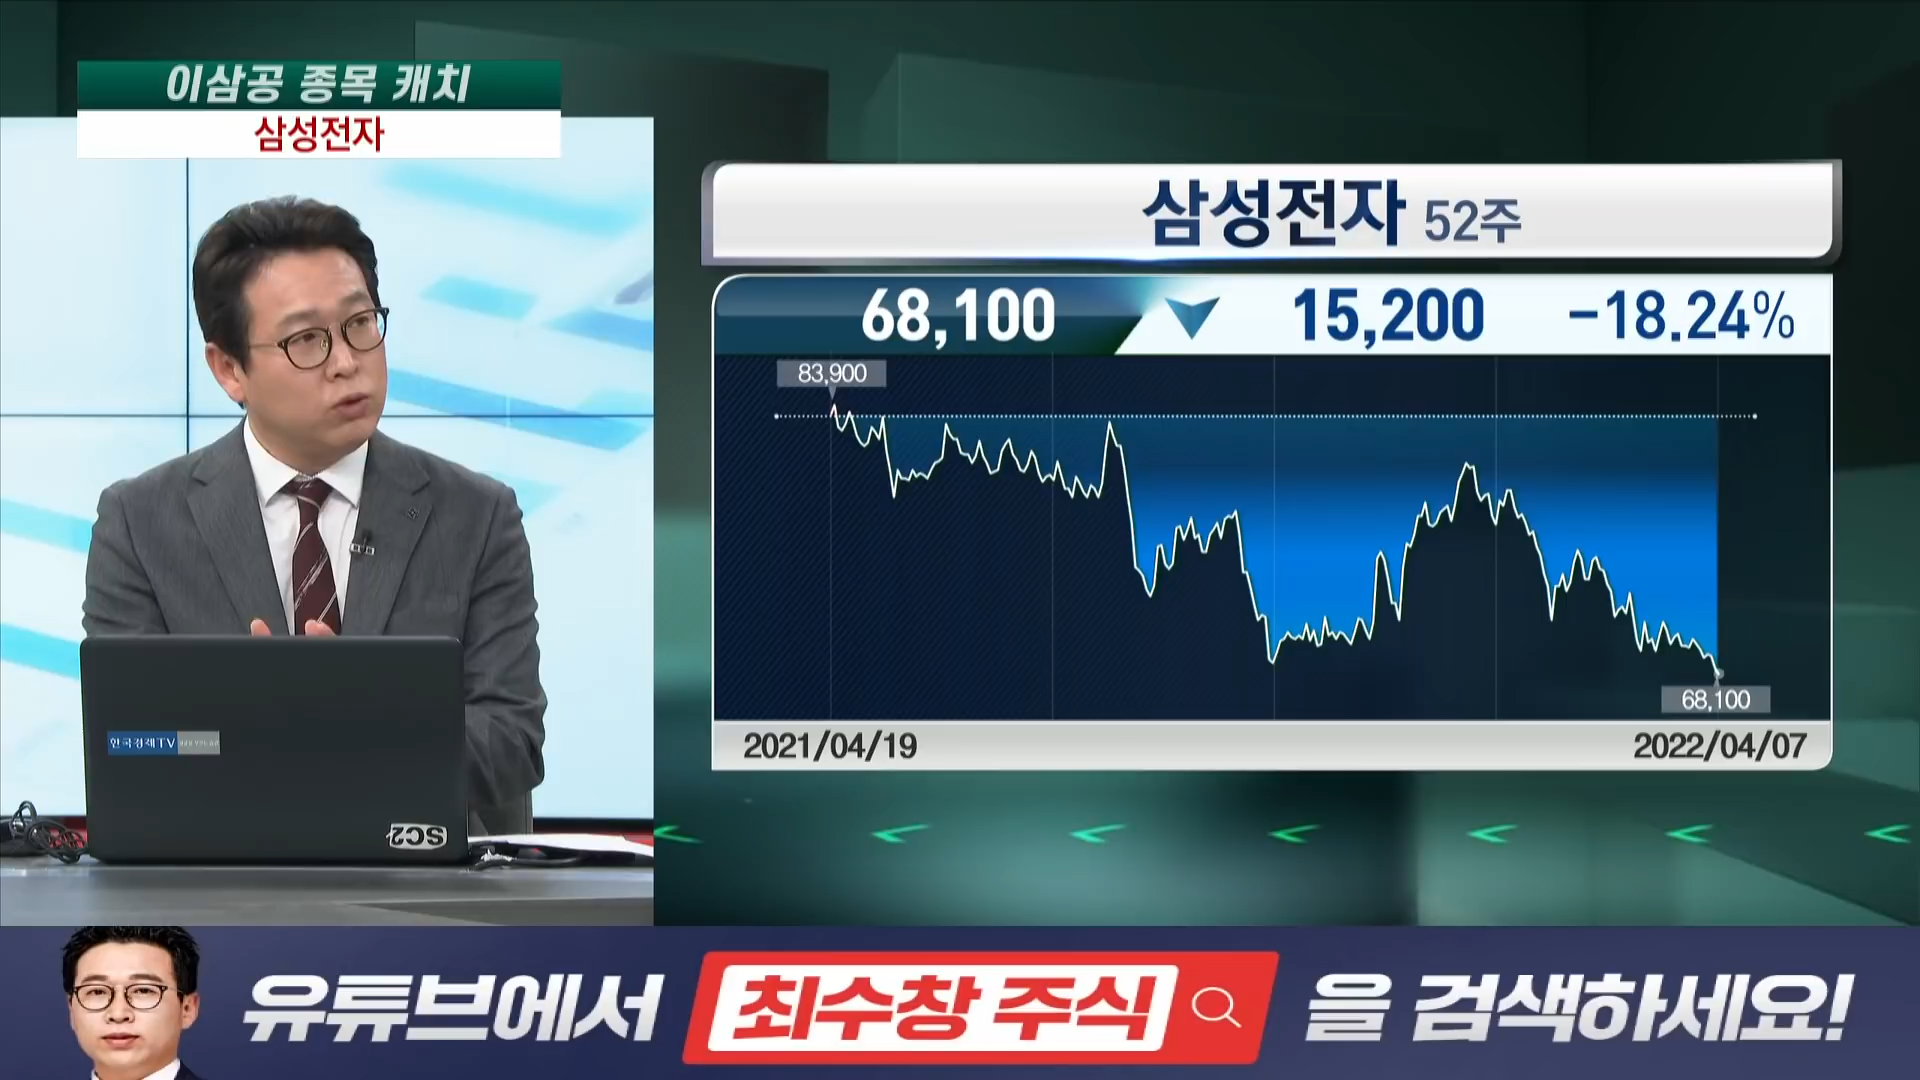 이삼공 종목 캐치
삼성전자
삼성전자 52주
68,100 15,200 -18.24%
83,900
68,100
2021/04/19 2022/04/07
한국경제TV
SC2
유튜브에서 최수창 주식 을 검색하세요!